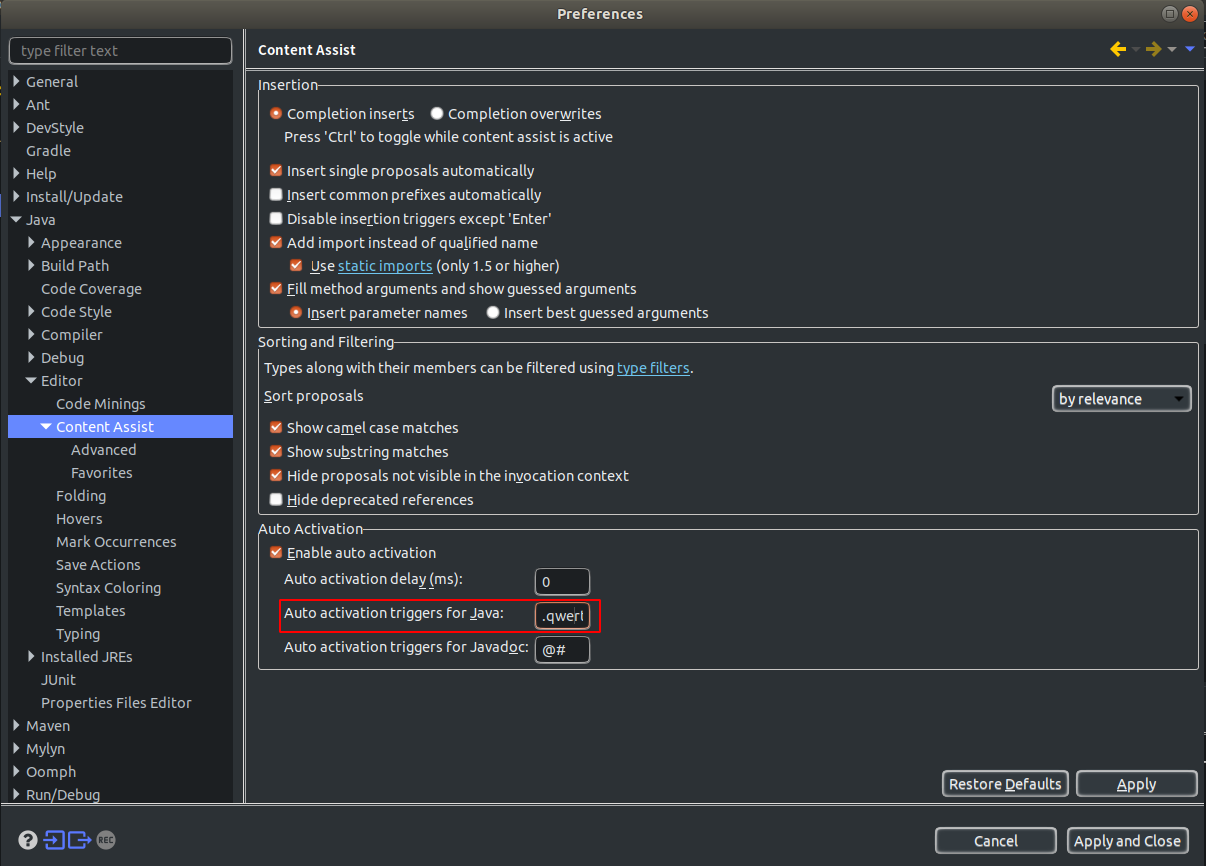 Preferences
type filter text
General
Ant
DevStyle
Gradle
Help
Install/Update
Java
Appearance
Build Path
Code Coverage
Code Style
Compiler
Debug
Editor
Code Minings
Content Assist
Advanced
Favorites
Folding
Hovers
Mark Occurrences
Save Actions
Syntax Coloring
Templates
Typing
Installed JREs
JUnit
Properties Files Editor
Maven
Mylyn
Oomph
Run/Debug
Content Assist
Insertion
Completion inserts Completion overwrites
Press 'Ctrl' to toggle while content assist is active
Insert single proposals automatically
Insert common prefixes automatically
Disable insertion triggers except 'Enter'
Add import instead of qualified name
Use static imports (only 1.5 or higher)
Fill method arguments and show guessed arguments
Insert parameter names Insert best guessed arguments
Sorting and Filtering
Types along with their members can be filtered using type filters.
Sort proposals by relevance
Show camel case matches
Show substring matches
Hide proposals not visible in the invocation context
Hide deprecated references
Auto Activation
Enable auto activation
Auto activation delay (ms): 0
Auto activation triggers for Java: .qwert
Auto activation triggers for Javadoc: @#
Restore Defaults Apply
? REC
Cancel Apply and Close